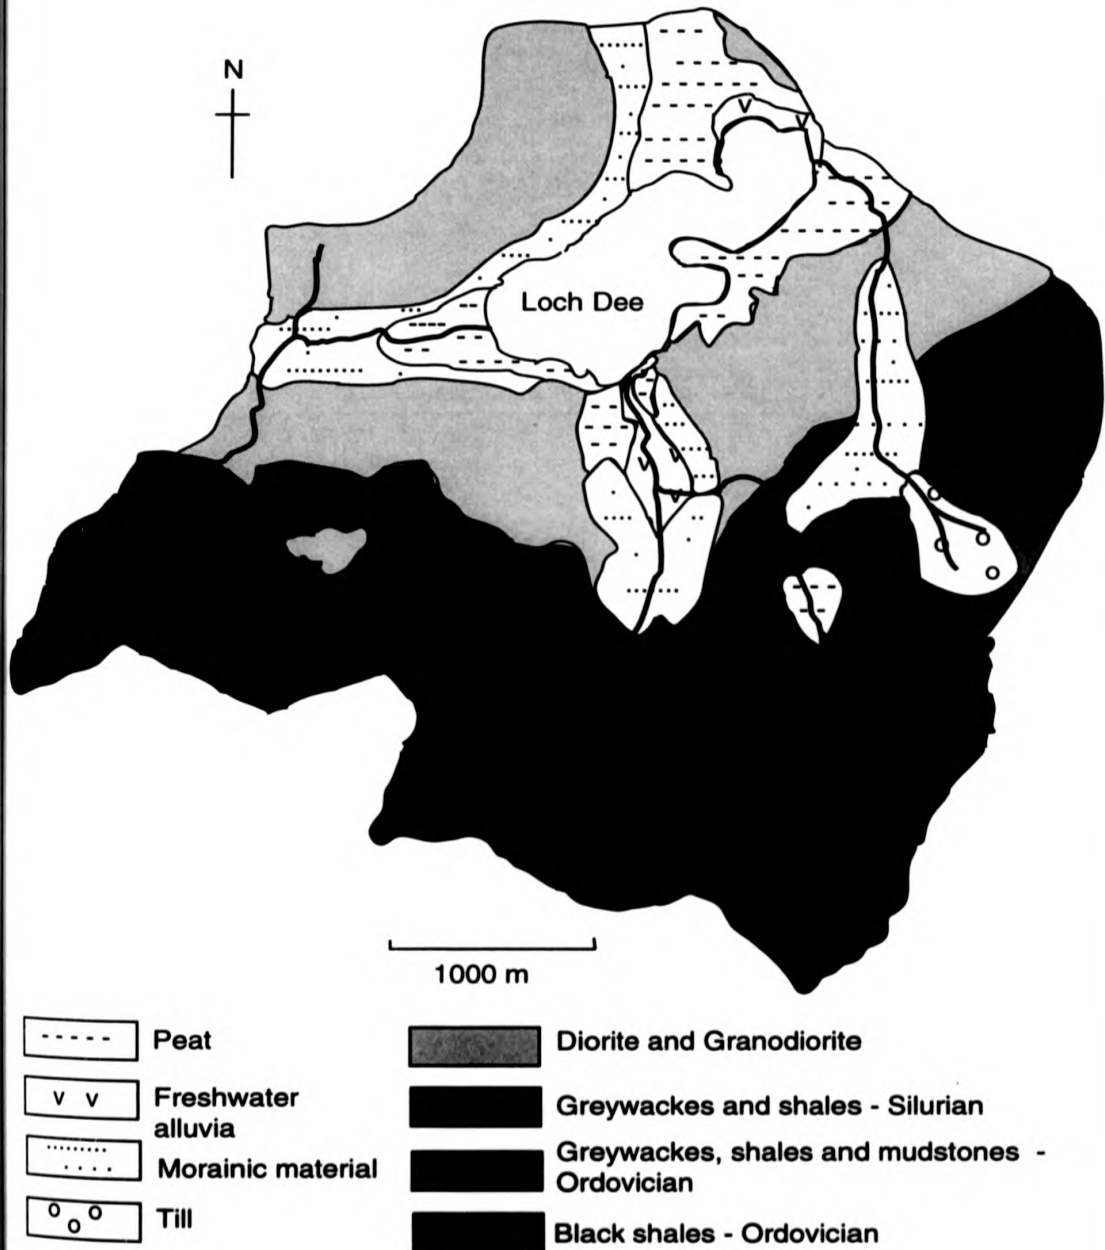 N
Loch Dee
1000 m
Peat
Freshwater
alluvia
Morainic material
Till
Diorite and Granodiorite
Greywackes and shales - Silurian
Greywackes, shales and mudstones -
Ordovician
Black shales - Ordovician